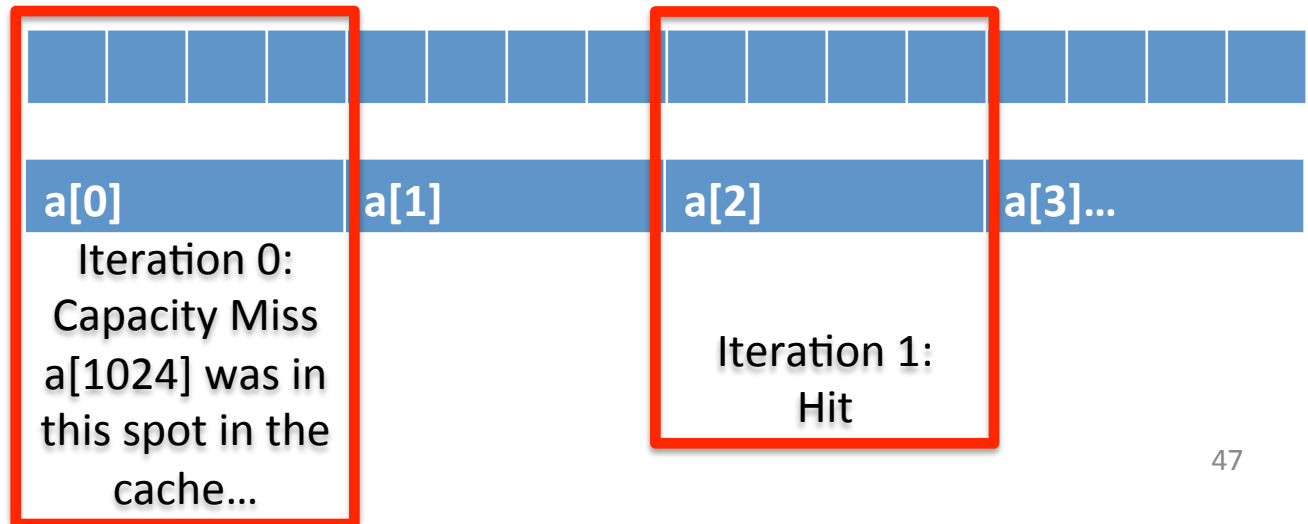 a[0] a[1] a[2] a[3]…
Iteration 0:
Capacity Miss
a[1024] was in
this spot in the
cache…
Iteration 1:
Hit
47